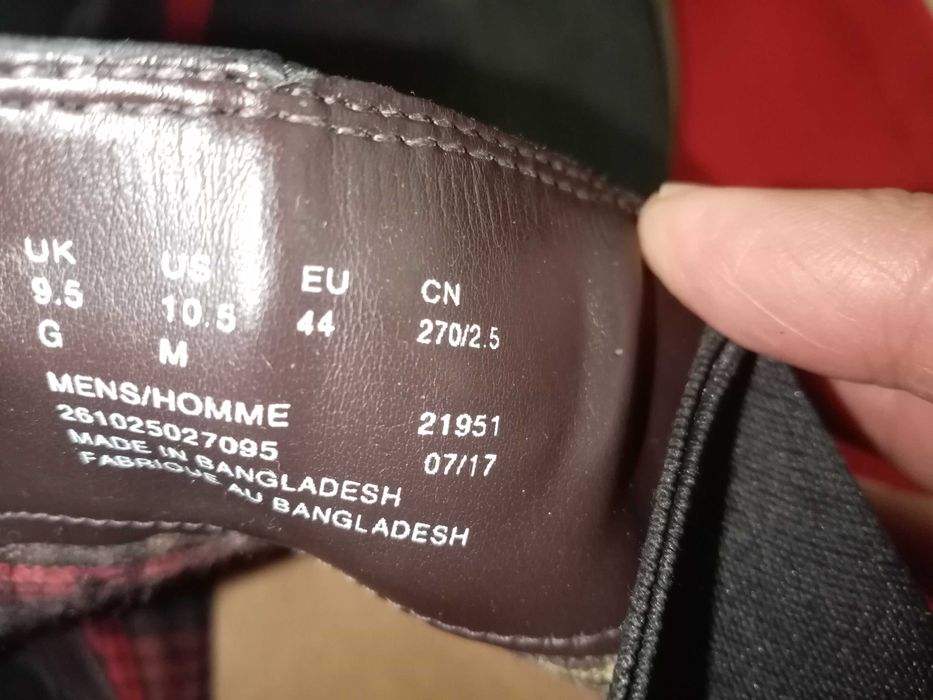 UK US EU CN
9.5 10.5 44 270/2.5
G M
MENS/HOMME
261025027095 21951
MADE IN BANGLADESH 07/17
FABRIQUE AU BANGLADESH